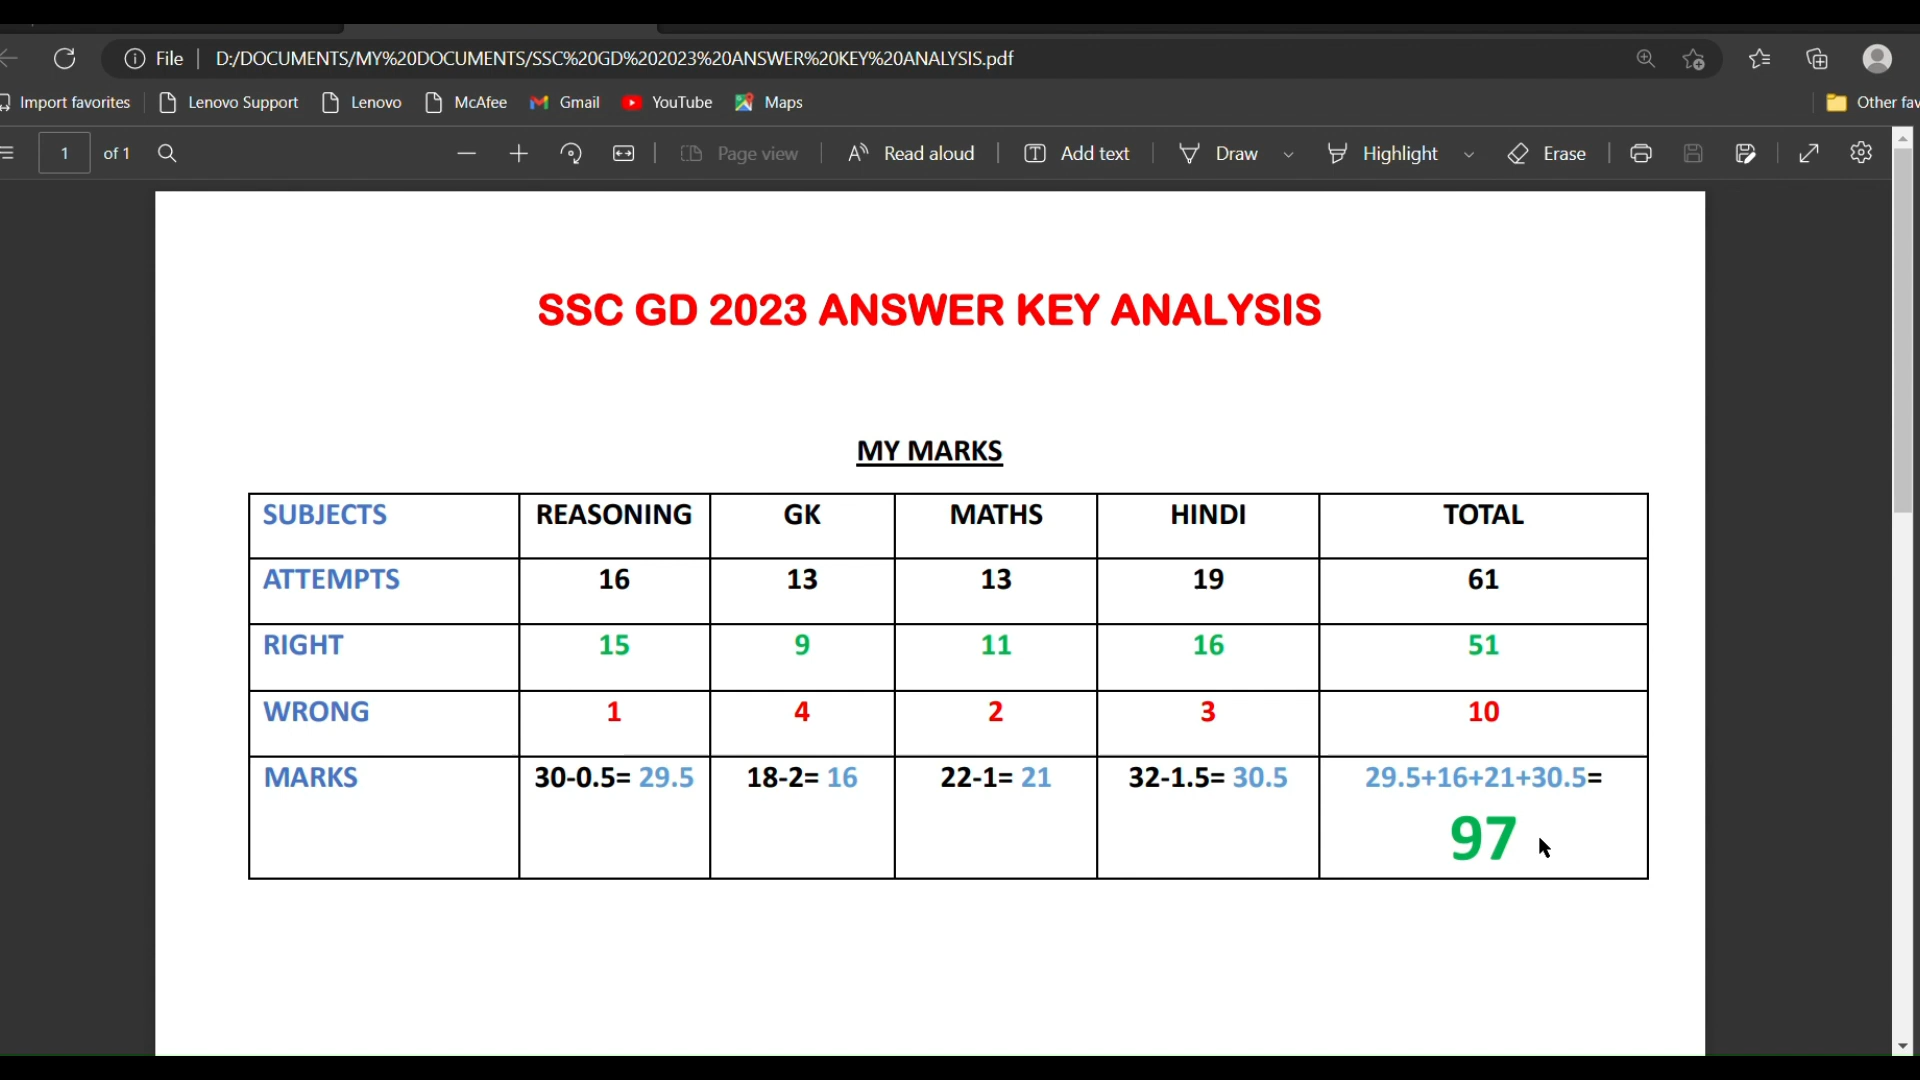 File | D:/DOCUMENTS/MY%20DOCUMENTS/SSC%20GD%202023%20ANSWER%20KEY%20ANALYSIS.pdf
Import favorites Lenovo Support Lenovo McAfee Gmail YouTube Maps Other fav
1 of 1 Page view Read aloud Add text Draw Highlight Erase
SSC GD 2023 ANSWER KEY ANALYSIS
MY MARKS
SUBJECTS REASONING GK MATHS HINDI TOTAL
ATTEMPTS 16 13 13 19 61
RIGHT 15 9 11 16 51
WRONG 1 4 2 3 10
MARKS 30-0.5= 29.5 18-2= 16 22-1= 21 32-1.5= 30.5 29.5+16+21+30.5=
97